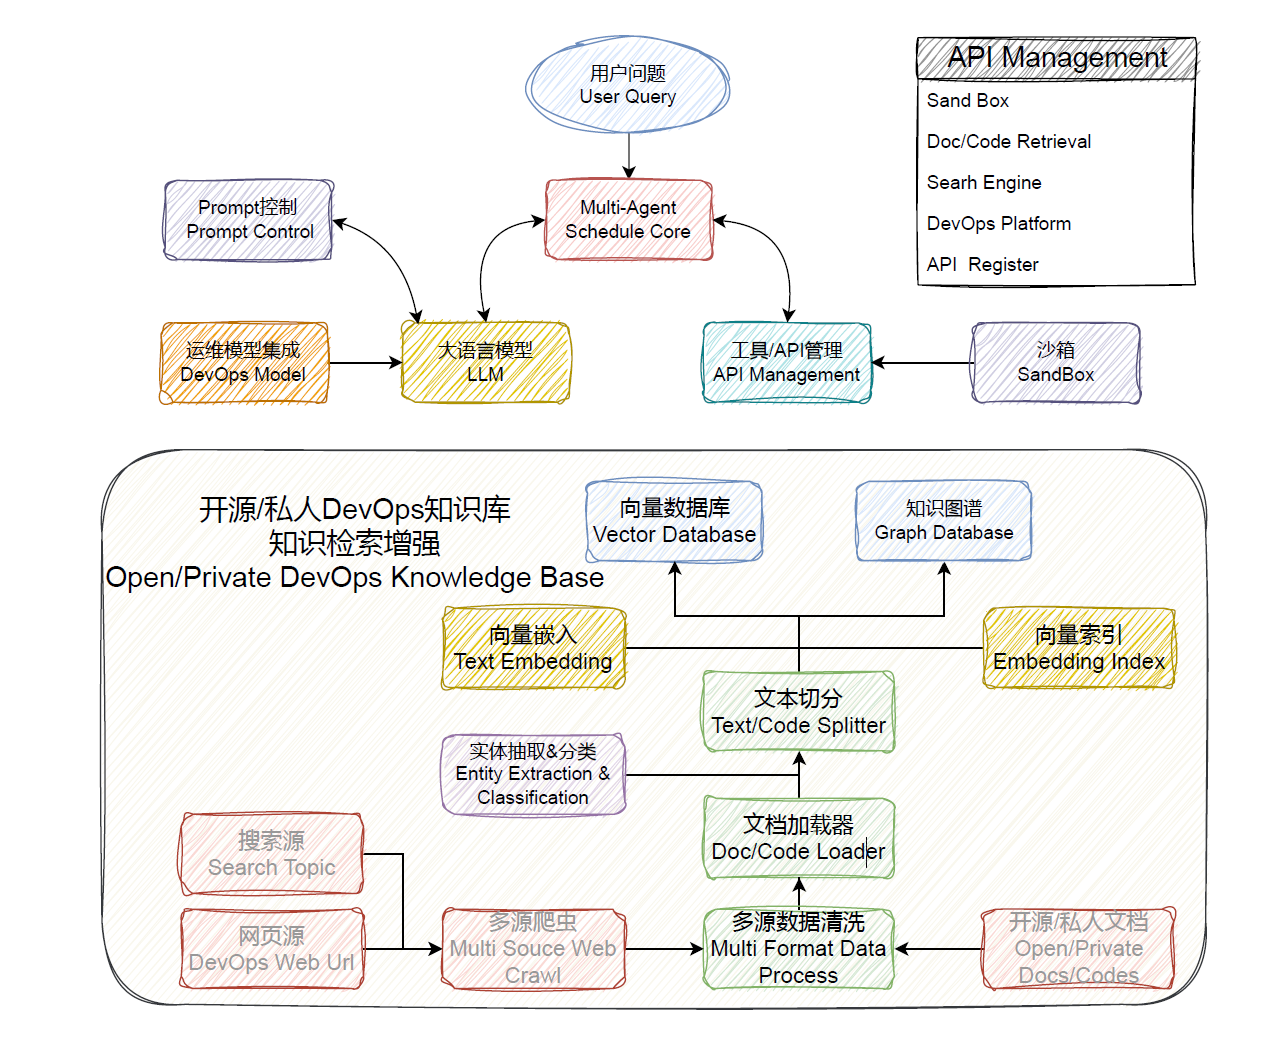 用户问题
User Query
API Management
Sand Box
Doc/Code Retrieval
Searh Engine
DevOps Platform
API  Register
Prompt控制
Prompt Control
Multi-Agent
Schedule Core
运维模型集成
DevOps Model
大语言模型
LLM
工具/API管理
API Management
沙箱
SandBox
开源/私人DevOps知识库
知识检索增强
Open/Private DevOps Knowledge Base
向量数据库
Vector Database
知识图谱
Graph Database
向量嵌入
Text Embedding
向量索引
Embedding Index
文本切分
Text/Code Splitter
实体抽取&分类
Entity Extraction &
Classification
文档加载器
Doc/Code Loader
搜索源
Search Topic
网页源
DevOps Web Url
多源爬虫
Multi Souce Web
Crawl
多源数据清洗
Multi Format Data
Process
开源/私人文档
Open/Private
Docs/Codes